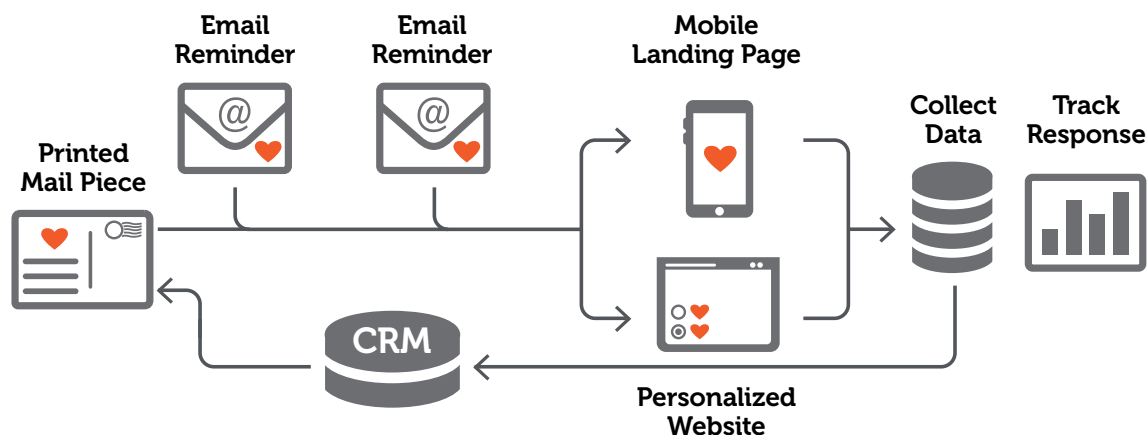 Email
Reminder
Email
Reminder
Mobile
Landing Page
Collect
Data
Track
Response
Printed
Mail Piece
@
@
CRM
Personalized
Website